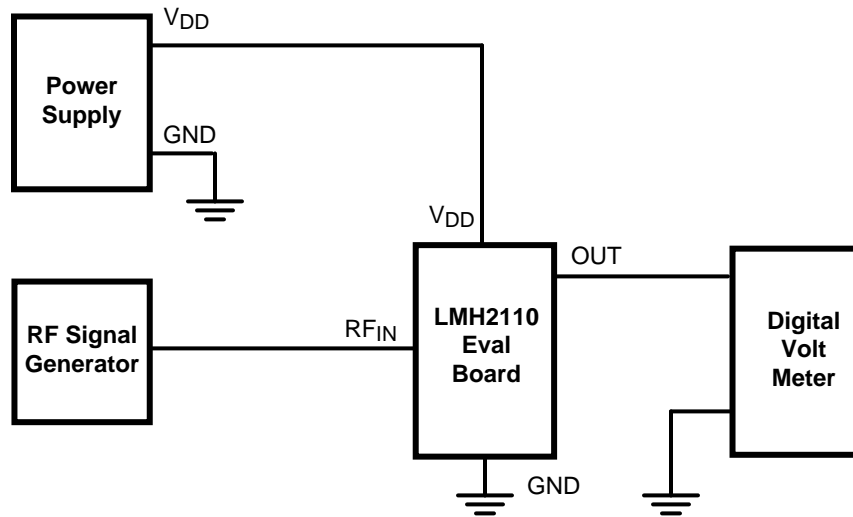 VDD
Power
Supply
GND
VDD
OUT
RF Signal
Generator
RFIN
LMH2110
Eval
Board
Digital
Volt
Meter
GND